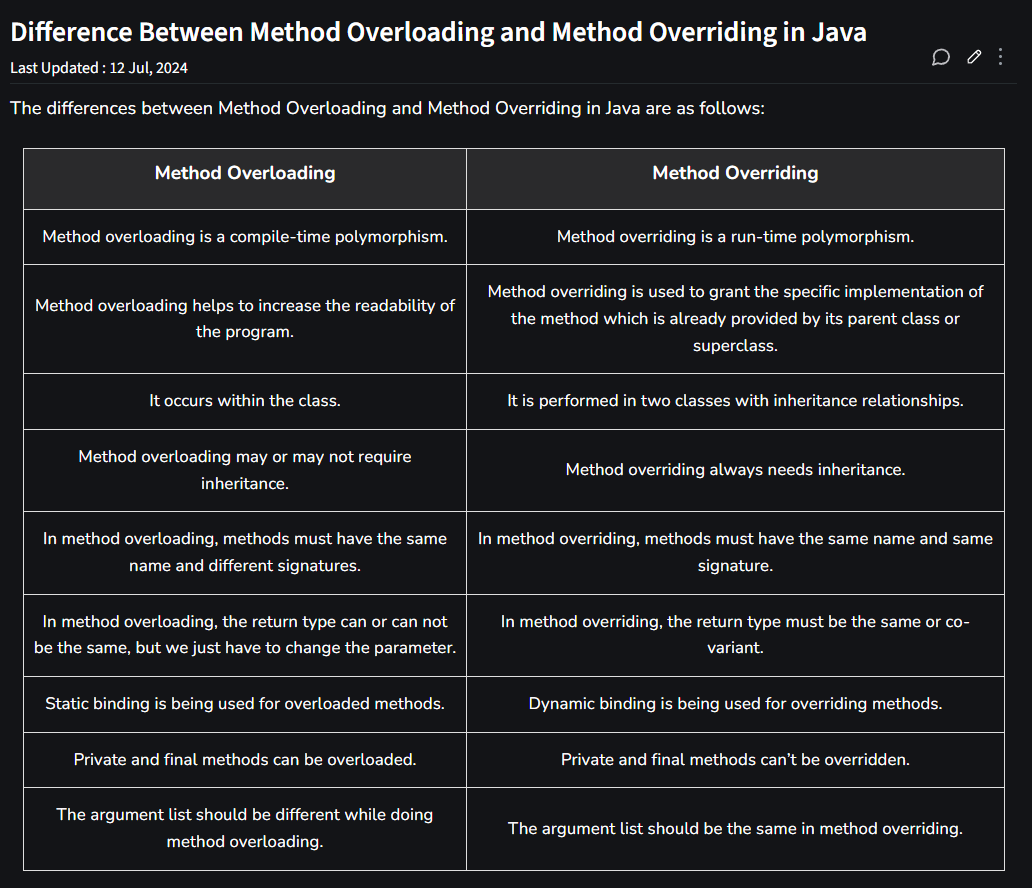 Difference Between Method Overloading and Method Overriding in Java
Last Updated : 12 Jul, 2024
The differences between Method Overloading and Method Overriding in Java are as follows:
Method Overloading
Method Overriding
Method overloading is a compile-time polymorphism.
Method overriding is a run-time polymorphism.
Method overloading helps to increase the readability of
the program.
Method overriding is used to grant the specific implementation of
the method which is already provided by its parent class or
superclass.
It occurs within the class.
It is performed in two classes with inheritance relationships.
Method overloading may or may not require
inheritance.
Method overriding always needs inheritance.
In method overloading, methods must have the same
name and different signatures.
In method overriding, methods must have the same name and same
signature.
In method overloading, the return type can or can not
be the same, but we just have to change the parameter.
In method overriding, the return type must be the same or co-
variant.
Static binding is being used for overloaded methods.
Dynamic binding is being used for overriding methods.
Private and final methods can be overloaded.
Private and final methods can’t be overridden.
The argument list should be different while doing
method overloading.
The argument list should be the same in method overriding.